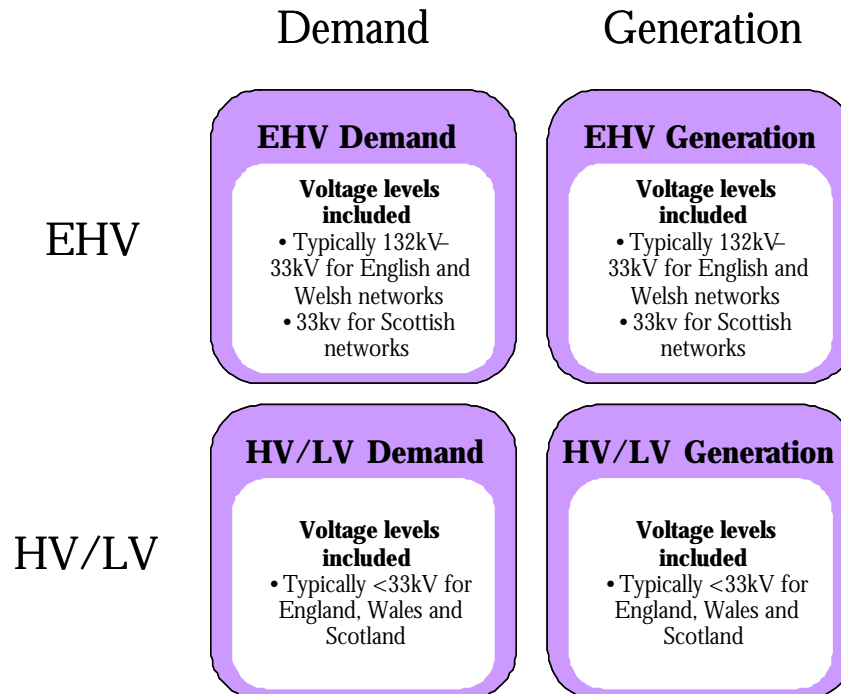 Demand
Generation
EHV
EHV Demand
Voltage levels
included
• Typically 132kV–
33kV for English and
Welsh networks
• 33kv for Scottish
networks
EHV Generation
Voltage levels
included
• Typically 132kV–
33kV for English and
Welsh networks
• 33kv for Scottish
networks
HV/LV
HV/LV Demand
Voltage levels
included
• Typically <33kV for
England, Wales and
Scotland
HV/LV Generation
Voltage levels
included
• Typically <33kV for
England, Wales and
Scotland